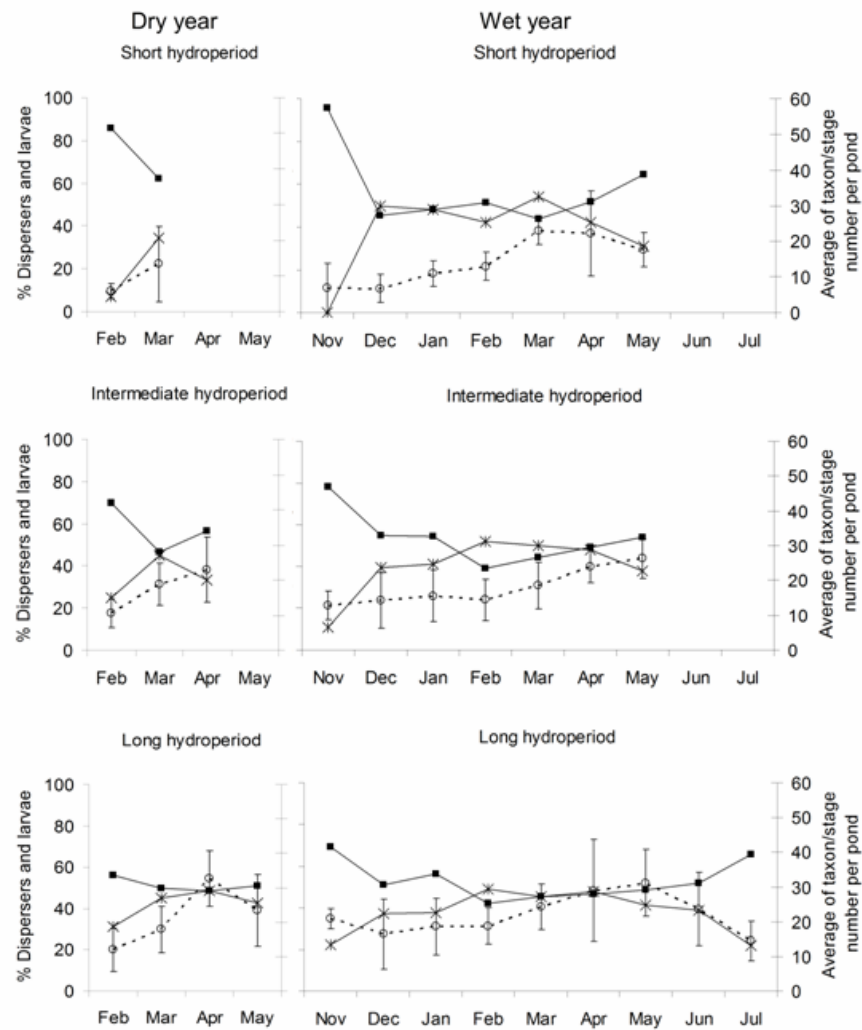 Dry year
Wet year
Short hydroperiod
Short hydroperiod
% Dispersers and larvae
100
80
60
40
20
0
Feb Mar Apr May
Nov Dec Jan Feb Mar Apr May Jun Jul
60
50
40
30
20
10
0
Average of taxon/stage
number per pond
Intermediate hydroperiod
Intermediate hydroperiod
% Dispersers and larvae
100
80
60
40
20
0
Feb Mar Apr May
Nov Dec Jan Feb Mar Apr May Jun Jul
60
50
40
30
20
10
0
Average of taxon/stage
number per pond
Long hydroperiod
Long hydroperiod
% Dispersers and larvae
100
80
60
40
20
0
Feb Mar Apr May
Nov Dec Jan Feb Mar Apr May Jun Jul
60
50
40
30
20
10
0
Average of taxon/stage
number per pond